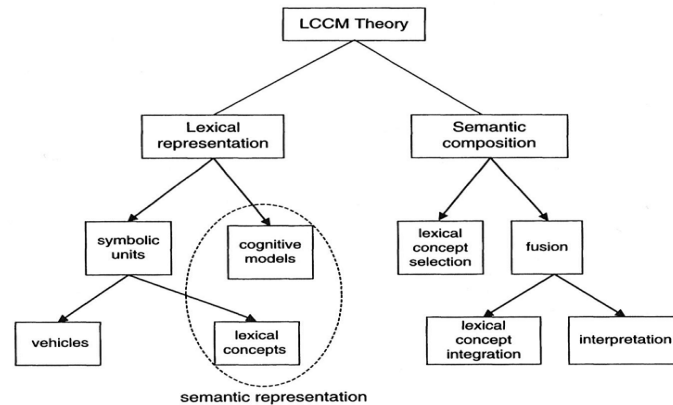 LCCM Theory
Lexical
representation
Semantic
composition
symbolic
units
cognitive
models
lexical
concept
selection
fusion
vehicles
lexical
concepts
lexical
concept
integration
interpretation
semantic representation